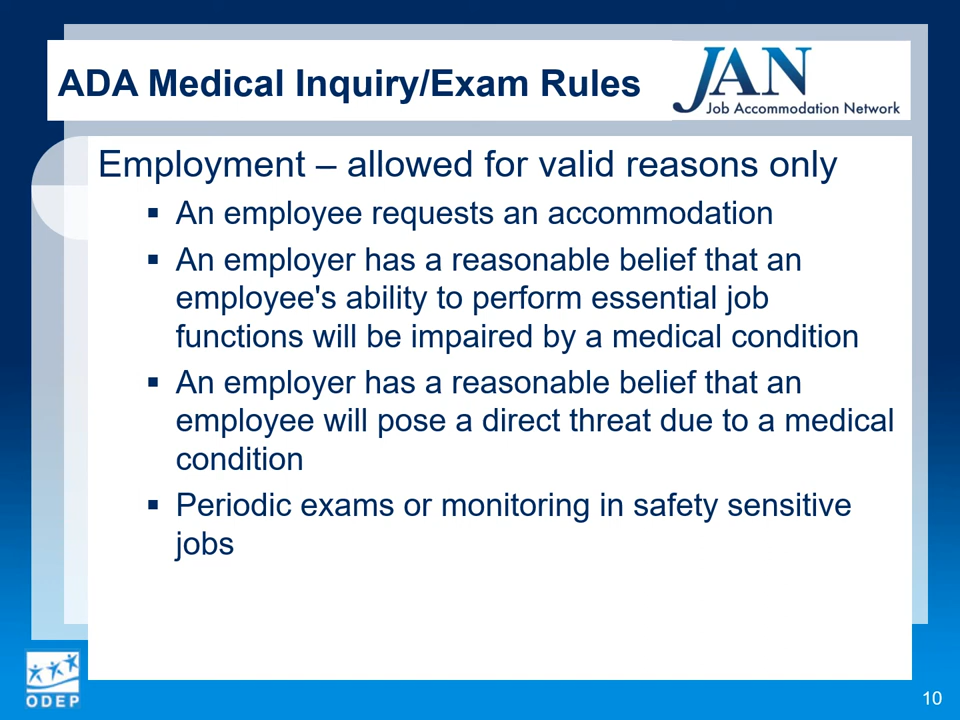 ADA Medical Inquiry/Exam Rules
JAN
Job Accommodation Network
Employment – allowed for valid reasons only
▪ An employee requests an accommodation
▪ An employer has a reasonable belief that an
employee's ability to perform essential job
functions will be impaired by a medical condition
▪ An employer has a reasonable belief that an
employee will pose a direct threat due to a medical
condition
▪ Periodic exams or monitoring in safety sensitive
jobs
ODEP
10